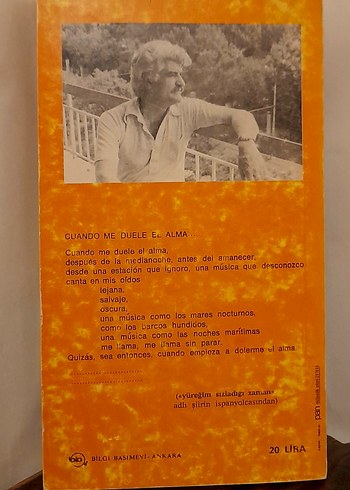 CUANDO ME DUELE EL ALMA
Cuando me duele el alma,
después de la medianoche, antes del amanecer,
desde una estación que ignoro, una música que desconozco
canta en mis oídos
lejana,
salvaje,
oscura,
una música como los mares nocturnos,
como los barcos hundidos,
una música como las noches marítimas
me llama, me llama sin parar.
Quizás, sea entonces, cuando empieza a dolerme el alma
(«yüreğim sızladığı zaman»
adlı şiirin ispanyolcasından)
BİLGİ BASIMEVİ - ANKARA
20 LİRA